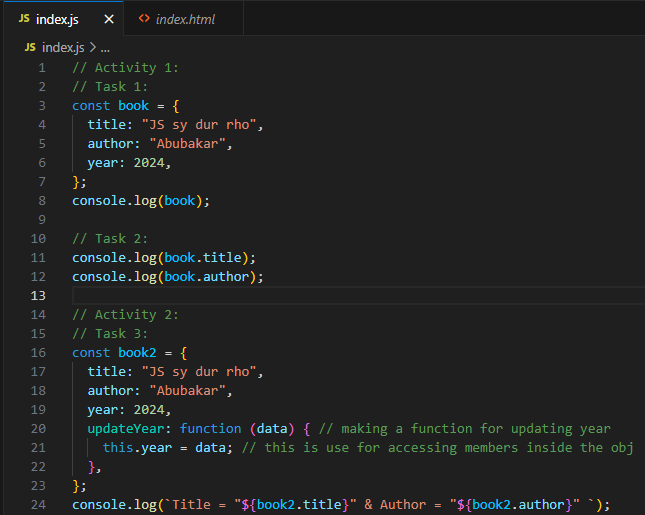 JS index.js × <> index.html
JS index.js > ...
1 // Activity 1:
2 // Task 1:
3 const book = {
4   title: "JS sy dur rho",
5   author: "Abubakar",
6   year: 2024,
7 };
8 console.log(book);
9
10 // Task 2:
11 console.log(book.title);
12 console.log(book.author);
13
14 // Activity 2:
15 // Task 3:
16 const book2 = {
17   title: "JS sy dur rho",
18   author: "Abubakar",
19   year: 2024,
20   updateYear: function (data) { // making a function for updating year
21     this.year = data; // this is use for accessing members inside the obj
22   },
23 };
24 console.log(`Title = "${book2.title}" & Author = "${book2.author}" `);